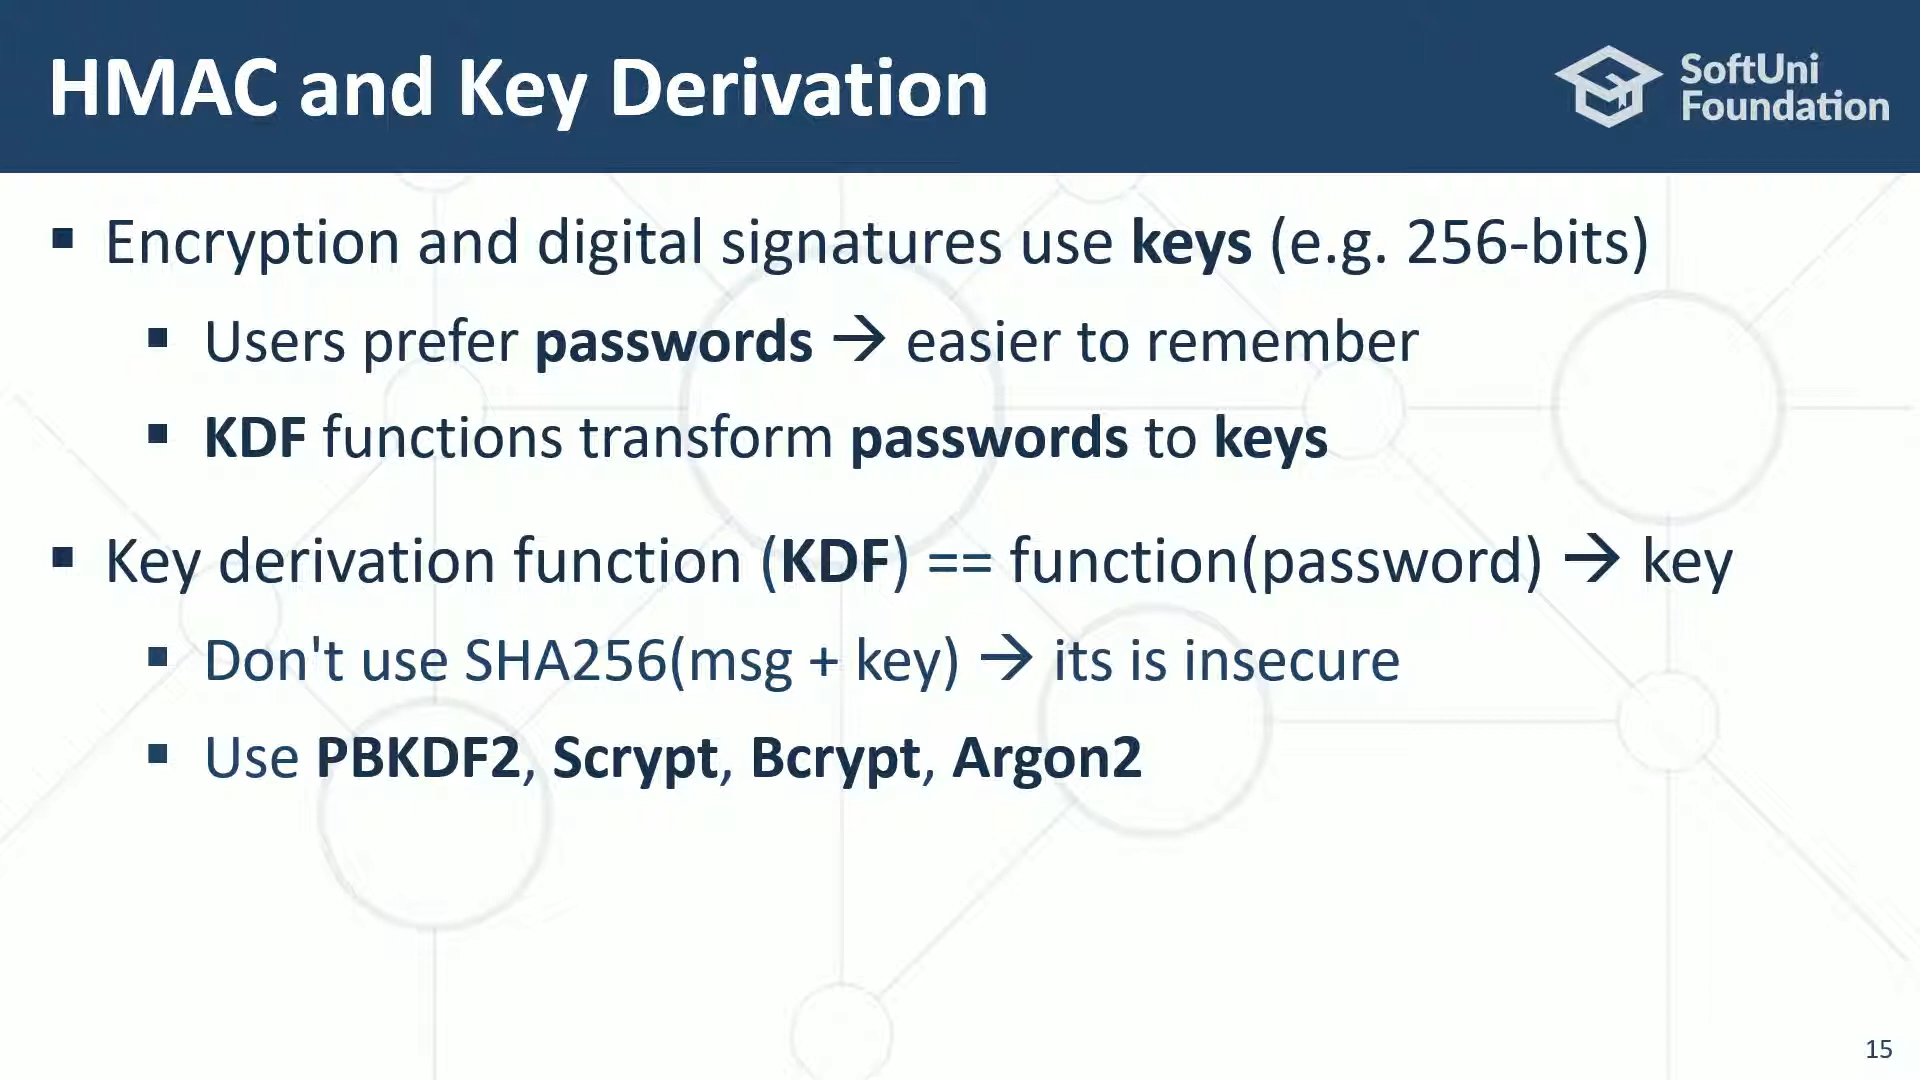 HMAC and Key Derivation
SoftUni
Foundation
▪ Encryption and digital signatures use keys (e.g. 256-bits)
▪ Users prefer passwords → easier to remember
▪ KDF functions transform passwords to keys
▪ Key derivation function (KDF) == function(password) → key
▪ Don't use SHA256(msg + key) → its is insecure
▪ Use PBKDF2, Scrypt, Bcrypt, Argon2
15